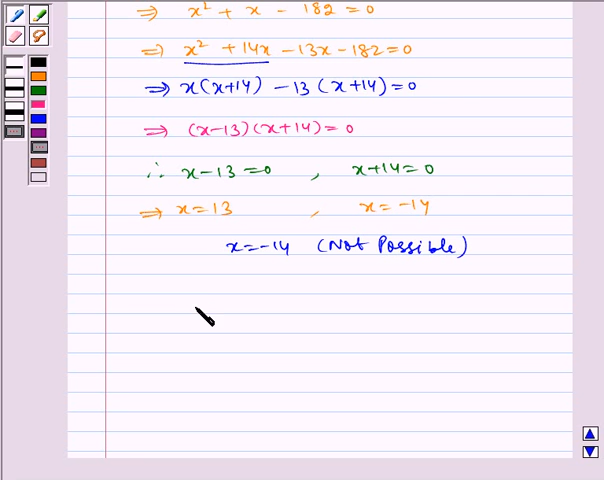 ⇒ x² + x - 182 = 0
⇒ x² + 14x - 13x - 182 = 0
⇒ x(x+14) - 13(x+14) = 0
⇒ (x-13)(x+14) = 0
∴ x-13=0 , x+14=0
⇒ x=13 , x=-14
x=-14 (Not Possible)